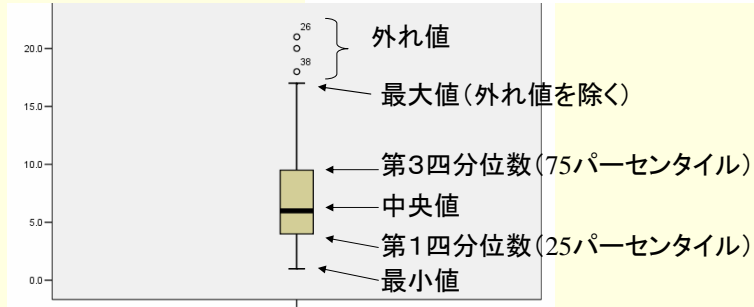 26
外れ値
20.0
38
最大値(外れ値を除く)
15.0
10.0
第3四分位数(75パーセンタイル)
中央値
5.0
第1四分位数(25パーセンタイル)
最小値
0.0